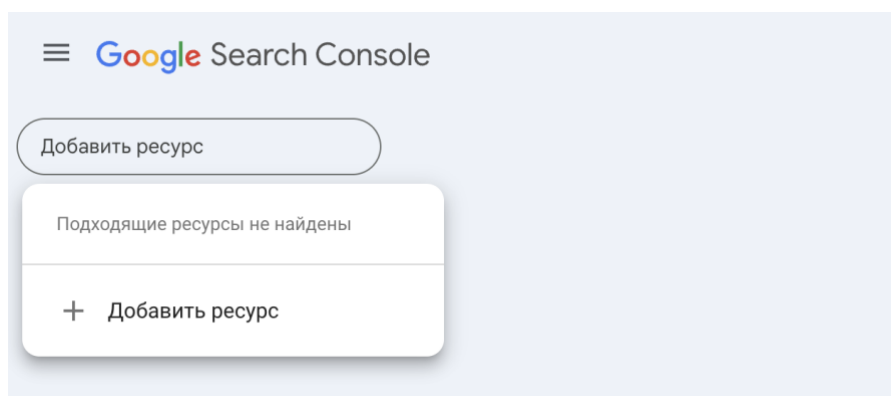 Google Search Console
Добавить ресурс
Подходящие ресурсы не найдены
Добавить ресурс